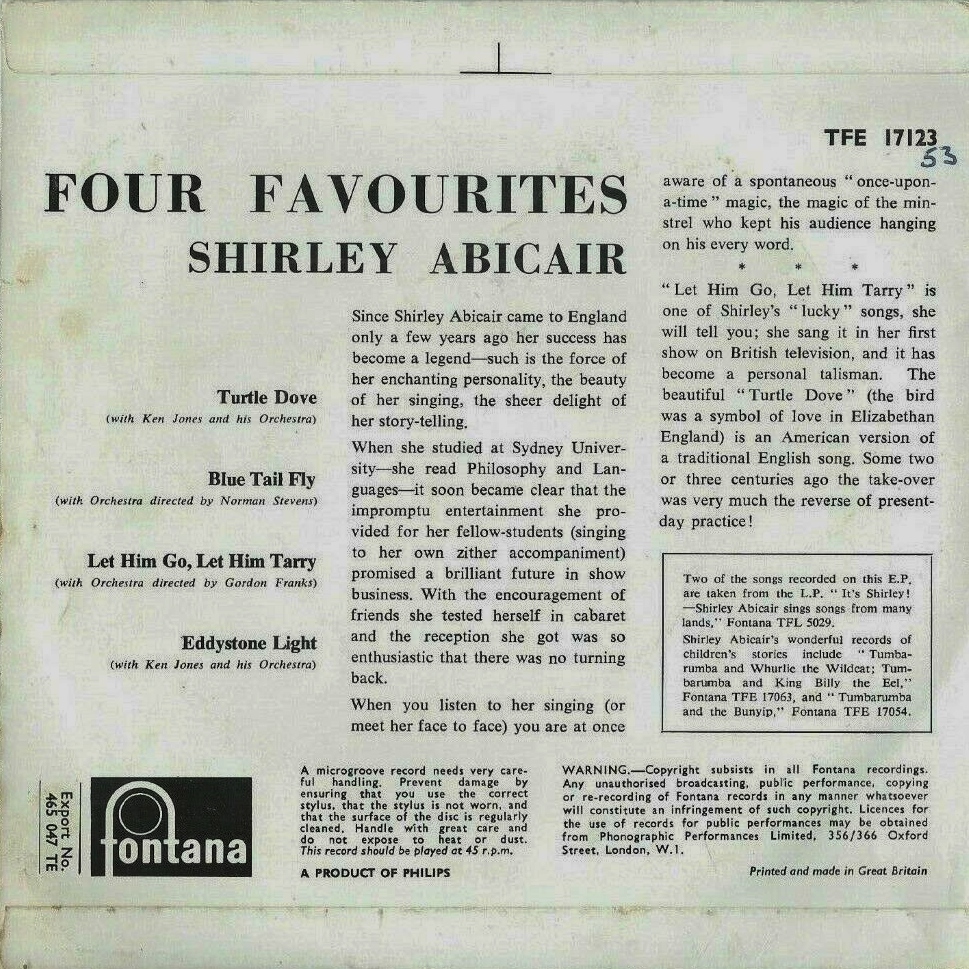 TFE 17123
53
FOUR FAVOURITES
SHIRLEY ABICAIR
Turtle Dove
(with Ken Jones and his Orchestra)
Blue Tail Fly
(with Orchestra directed by Norman Stevens)
Let Him Go, Let Him Tarry
(with Orchestra directed by Gordon Franks)
Eddystone Light
(with Ken Jones and his Orchestra)
Since Shirley Abicair came to England
only a few years ago her success has
become a legend—such is the force of
her enchanting personality, the beauty
of her singing, the sheer delight of
her story-telling.
When she studied at Sydney Univer-
sity—she read Philosophy and Lan-
guages—it soon became clear that the
impromptu entertainment she pro-
vided for her fellow-students (singing
to her own zither accompaniment)
promised a brilliant future in show
business. With the encouragement of
friends she tested herself in cabaret
and the reception she got was so
enthusiastic that there was no turning
back.
When you listen to her singing (or
meet her face to face) you are at once
aware of a spontaneous “once-upon-
a-time” magic, the magic of the min-
strel who kept his audience hanging
on his every word.
* * *
“Let Him Go, Let Him Tarry” is
one of Shirley's “lucky” songs, she
will tell you; she sang it in her first
show on British television, and it has
become a personal talisman. The
beautiful “Turtle Dove” (the bird
was a symbol of love in Elizabethan
England) is an American version of
a traditional English song. Some two
or three centuries ago the take-over
was very much the reverse of present-
day practice!
Two of the songs recorded on this E.P.
are taken from the L.P. “It's Shirley!
—Shirley Abicair sings songs from many
lands,” Fontana TFL 5029.
Shirley Abicair's wonderful records of
children's stories include “Tumba-
rumba and Whurlie the Wildcat; Tum-
barumba and King Billy the Eel,”
Fontana TFE 17063, and “Tumbarumba
and the Bunyip,” Fontana TFE 17054.
Export No.
465 047 TE
fontana
A microgroove record needs very care-
ful handling. Prevent damage by
ensuring that you use the correct
stylus, that the stylus is not worn, and
that the surface of the disc is regularly
cleaned. Handle with great care and
do not expose to heat or dust.
This record should be played at 45 r.p.m.
A PRODUCT OF PHILIPS
WARNING.—Copyright subsists in all Fontana recordings.
Any unauthorised broadcasting, public performance, copying
or re-recording of Fontana records in any manner whatsoever
will constitute an infringement of such copyright. Licences for
the use of records for public performances may be obtained
from Phonographic Performances Limited, 356/366 Oxford
Street, London, W.1.
Printed and made in Great Britain